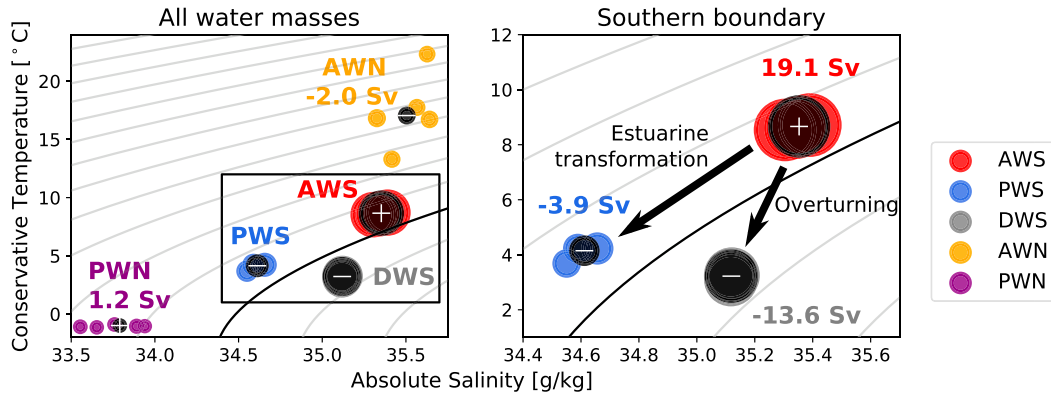 All water masses
Southern boundary
Conservative Temperature [°C]
20
15
10
5
0
AWN
-2.0 Sv
AWS
PWS
DWS
PWN
1.2 Sv
33.5
34.0
34.5
35.0
35.5
12
10
8
6
4
2
19.1 Sv
Estuarine
transformation
-3.9 Sv
Overturning
-13.6 Sv
34.4
34.6
34.8
35.0
35.2
35.4
35.6
Absolute Salinity [g/kg]
AWS
PWS
DWS
AWN
PWN